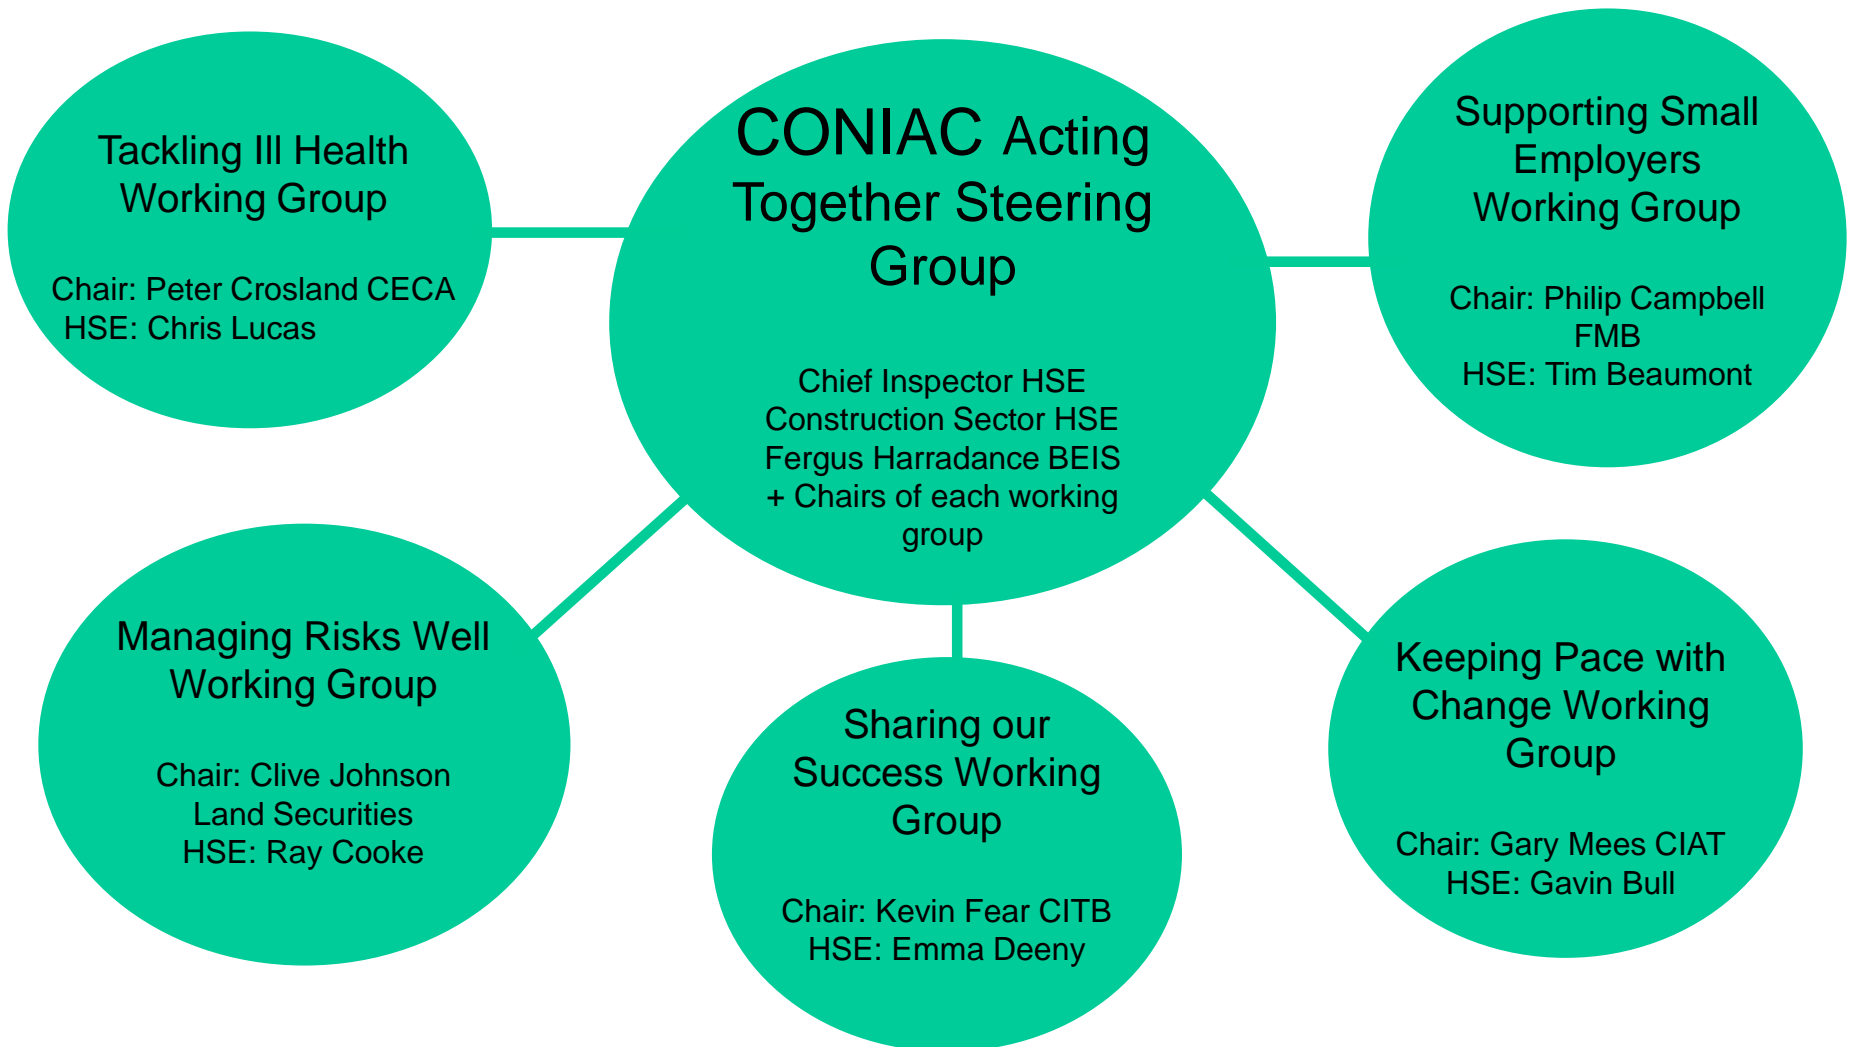 Tackling Ill Health
Working Group
Chair: Peter Crosland CECA
HSE: Chris Lucas
CONIAC Acting
Together Steering
Group
Chief Inspector HSE
Construction Sector HSE
Fergus Harradance BEIS
+ Chairs of each working
group
Supporting Small
Employers
Working Group
Chair: Philip Campbell
FMB
HSE: Tim Beaumont
Managing Risks Well
Working Group
Chair: Clive Johnson
Land Securities
HSE: Ray Cooke
Sharing our
Success Working
Group
Chair: Kevin Fear CITB
HSE: Emma Deeny
Keeping Pace with
Change Working
Group
Chair: Gary Mees CIAT
HSE: Gavin Bull